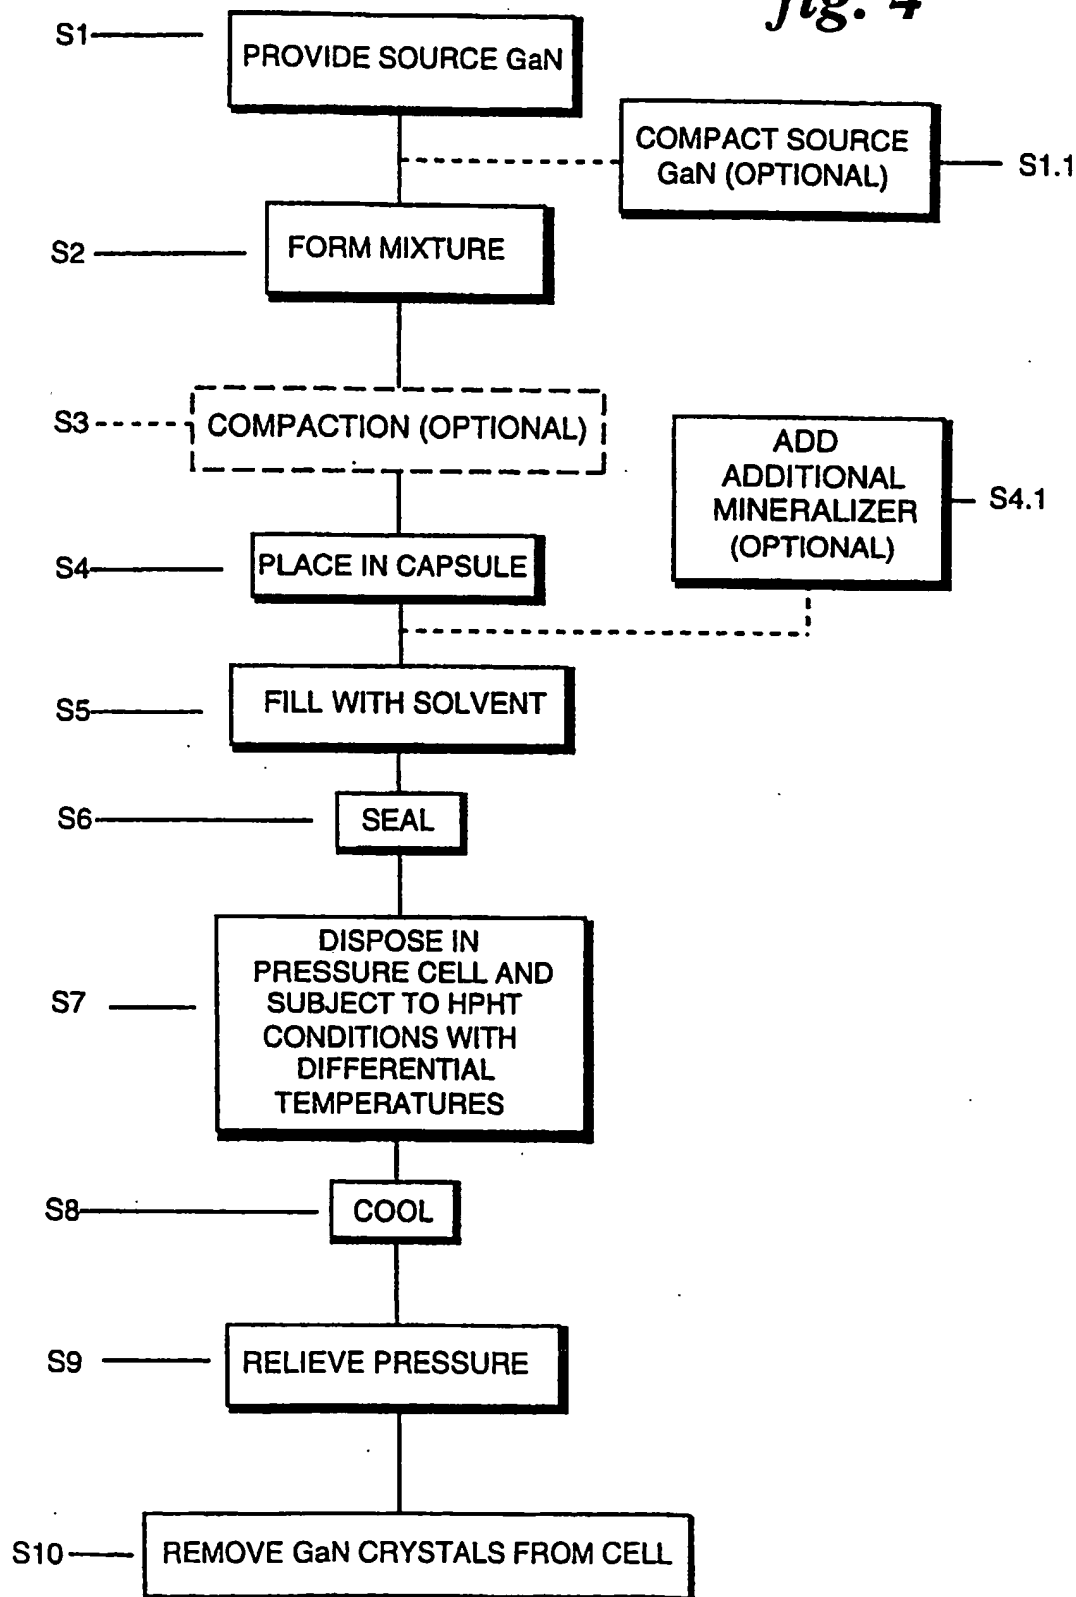 fig. 4
S1
PROVIDE SOURCE GaN
COMPACT SOURCE
GaN (OPTIONAL)
S1.1
S2
FORM MIXTURE
S3
COMPACTION (OPTIONAL)
ADD
ADDITIONAL
MINERALIZER
(OPTIONAL)
S4.1
S4
PLACE IN CAPSULE
S5
FILL WITH SOLVENT
S6
SEAL
S7
DISPOSE IN
PRESSURE CELL AND
SUBJECT TO HPHT
CONDITIONS WITH
DIFFERENTIAL
TEMPERATURES
S8
COOL
S9
RELIEVE PRESSURE
S10
REMOVE GaN CRYSTALS FROM CELL